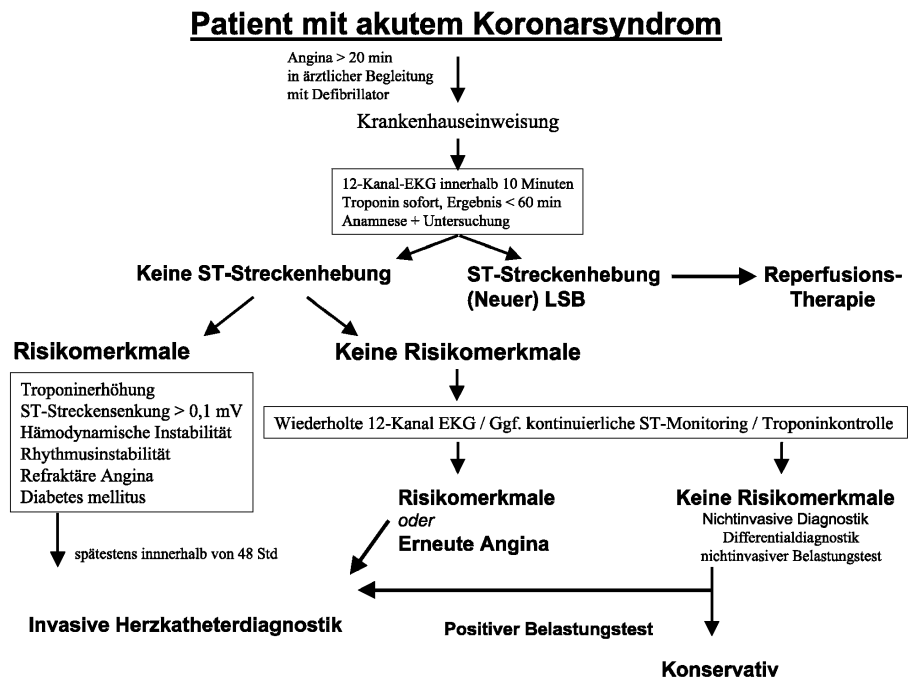 Patient mit akutem Koronarsyndrom
Angina > 20 min
in ärztlicher Begleitung
mit Defibrillator
Krankenhauseinweisung
12-Kanal-EKG innerhalb 10 Minuten
Troponin sofort, Ergebnis < 60 min
Anamnese + Untersuchung
Keine ST-Streckenhebung
ST-Streckenhebung
(Neuer) LSB
Reperfusions-
Therapie
Risikomerkmale
Troponinerhöhung
ST-Streckensenkung > 0,1 mV
Hämodynamische Instabilität
Rhythmusinstabilität
Refraktäre Angina
Diabetes mellitus
spätestens innnerhalb von 48 Std
Keine Risikomerkmale
Wiederholte 12-Kanal EKG / Ggf. kontinuierliche ST-Monitoring / Troponinkontrolle
Risikomerkmale
oder
Erneute Angina
Keine Risikomerkmale
Nichtinvasive Diagnostik
Differentialdiagnostik
nichtinvasiver Belastungstest
Invasive Herzkatheterdiagnostik
Positiver Belastungstest
Konservativ